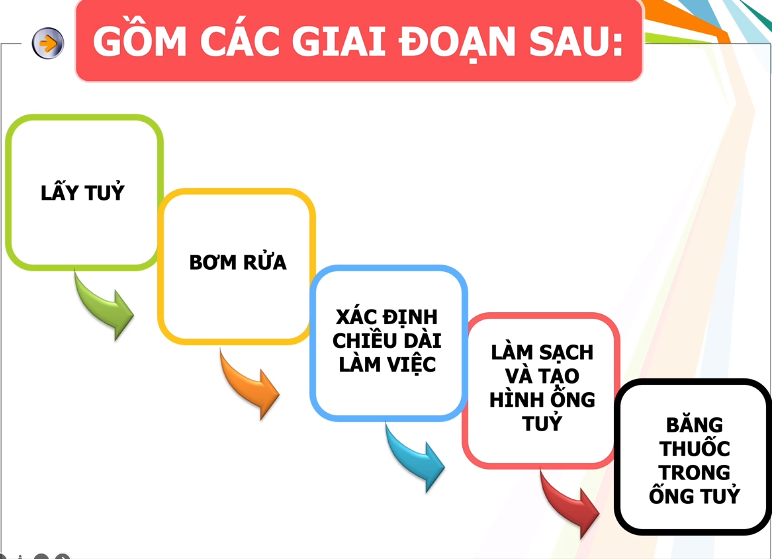 GỒM CÁC GIAI ĐOẠN SAU:
LẤY TUỶ
BƠM RỬA
XÁC ĐỊNH
CHIỀU DÀI
LÀM VIỆC
LÀM SẠCH
VÀ TẠO
HÌNH ỐNG
TUỶ
BĂNG
THUỐC
TRONG
ỐNG TUỶ